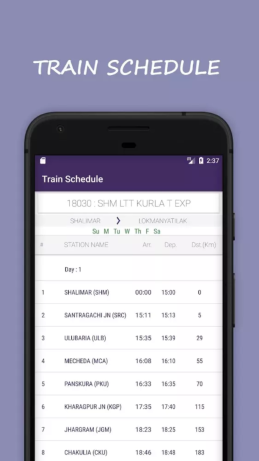 TRAIN SCHEDULE
2:37
Train Schedule
18030 : SHM LTT KURLA T EXP
SHALIMAR ❯ LOKMANYATILAK
Su M Tu W Th F Sa
# STATION NAME Arr Dep Dst.(Km)
Day : 1
1 SHALIMAR (SHM) 00:00 15:00 0
2 SANTRAGACHI JN (SRC) 15:11 15:13 5
3 ULUBARIA (ULB) 15:35 15:39 29
4 MECHEDA (MCA) 16:08 16:10 55
5 PANSKURA (PKU) 16:33 16:35 70
6 KHARAGPUR JN (KGP) 17:35 17:40 115
7 JHARGRAM (JGM) 18:23 18:25 153
8 CHAKULIA (CKU) 18:46 18:48 183